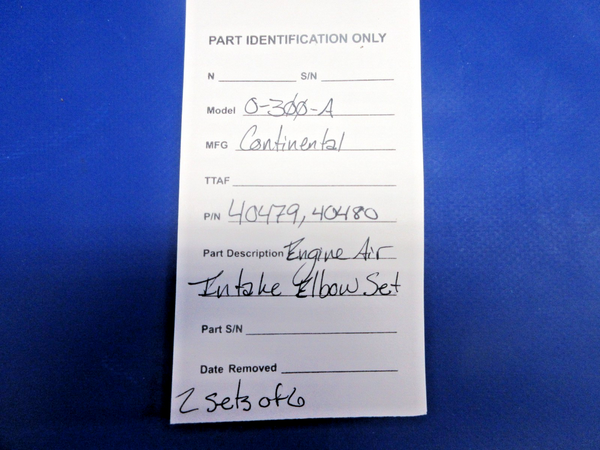 PART IDENTIFICATION ONLY
N S/N
Model O-300-A
MFG Continental
TTAF
P/N 40479, 40480
Part Description Engine Air
Intake Elbow Set
Part S/N
Date Removed
2 sets of 6